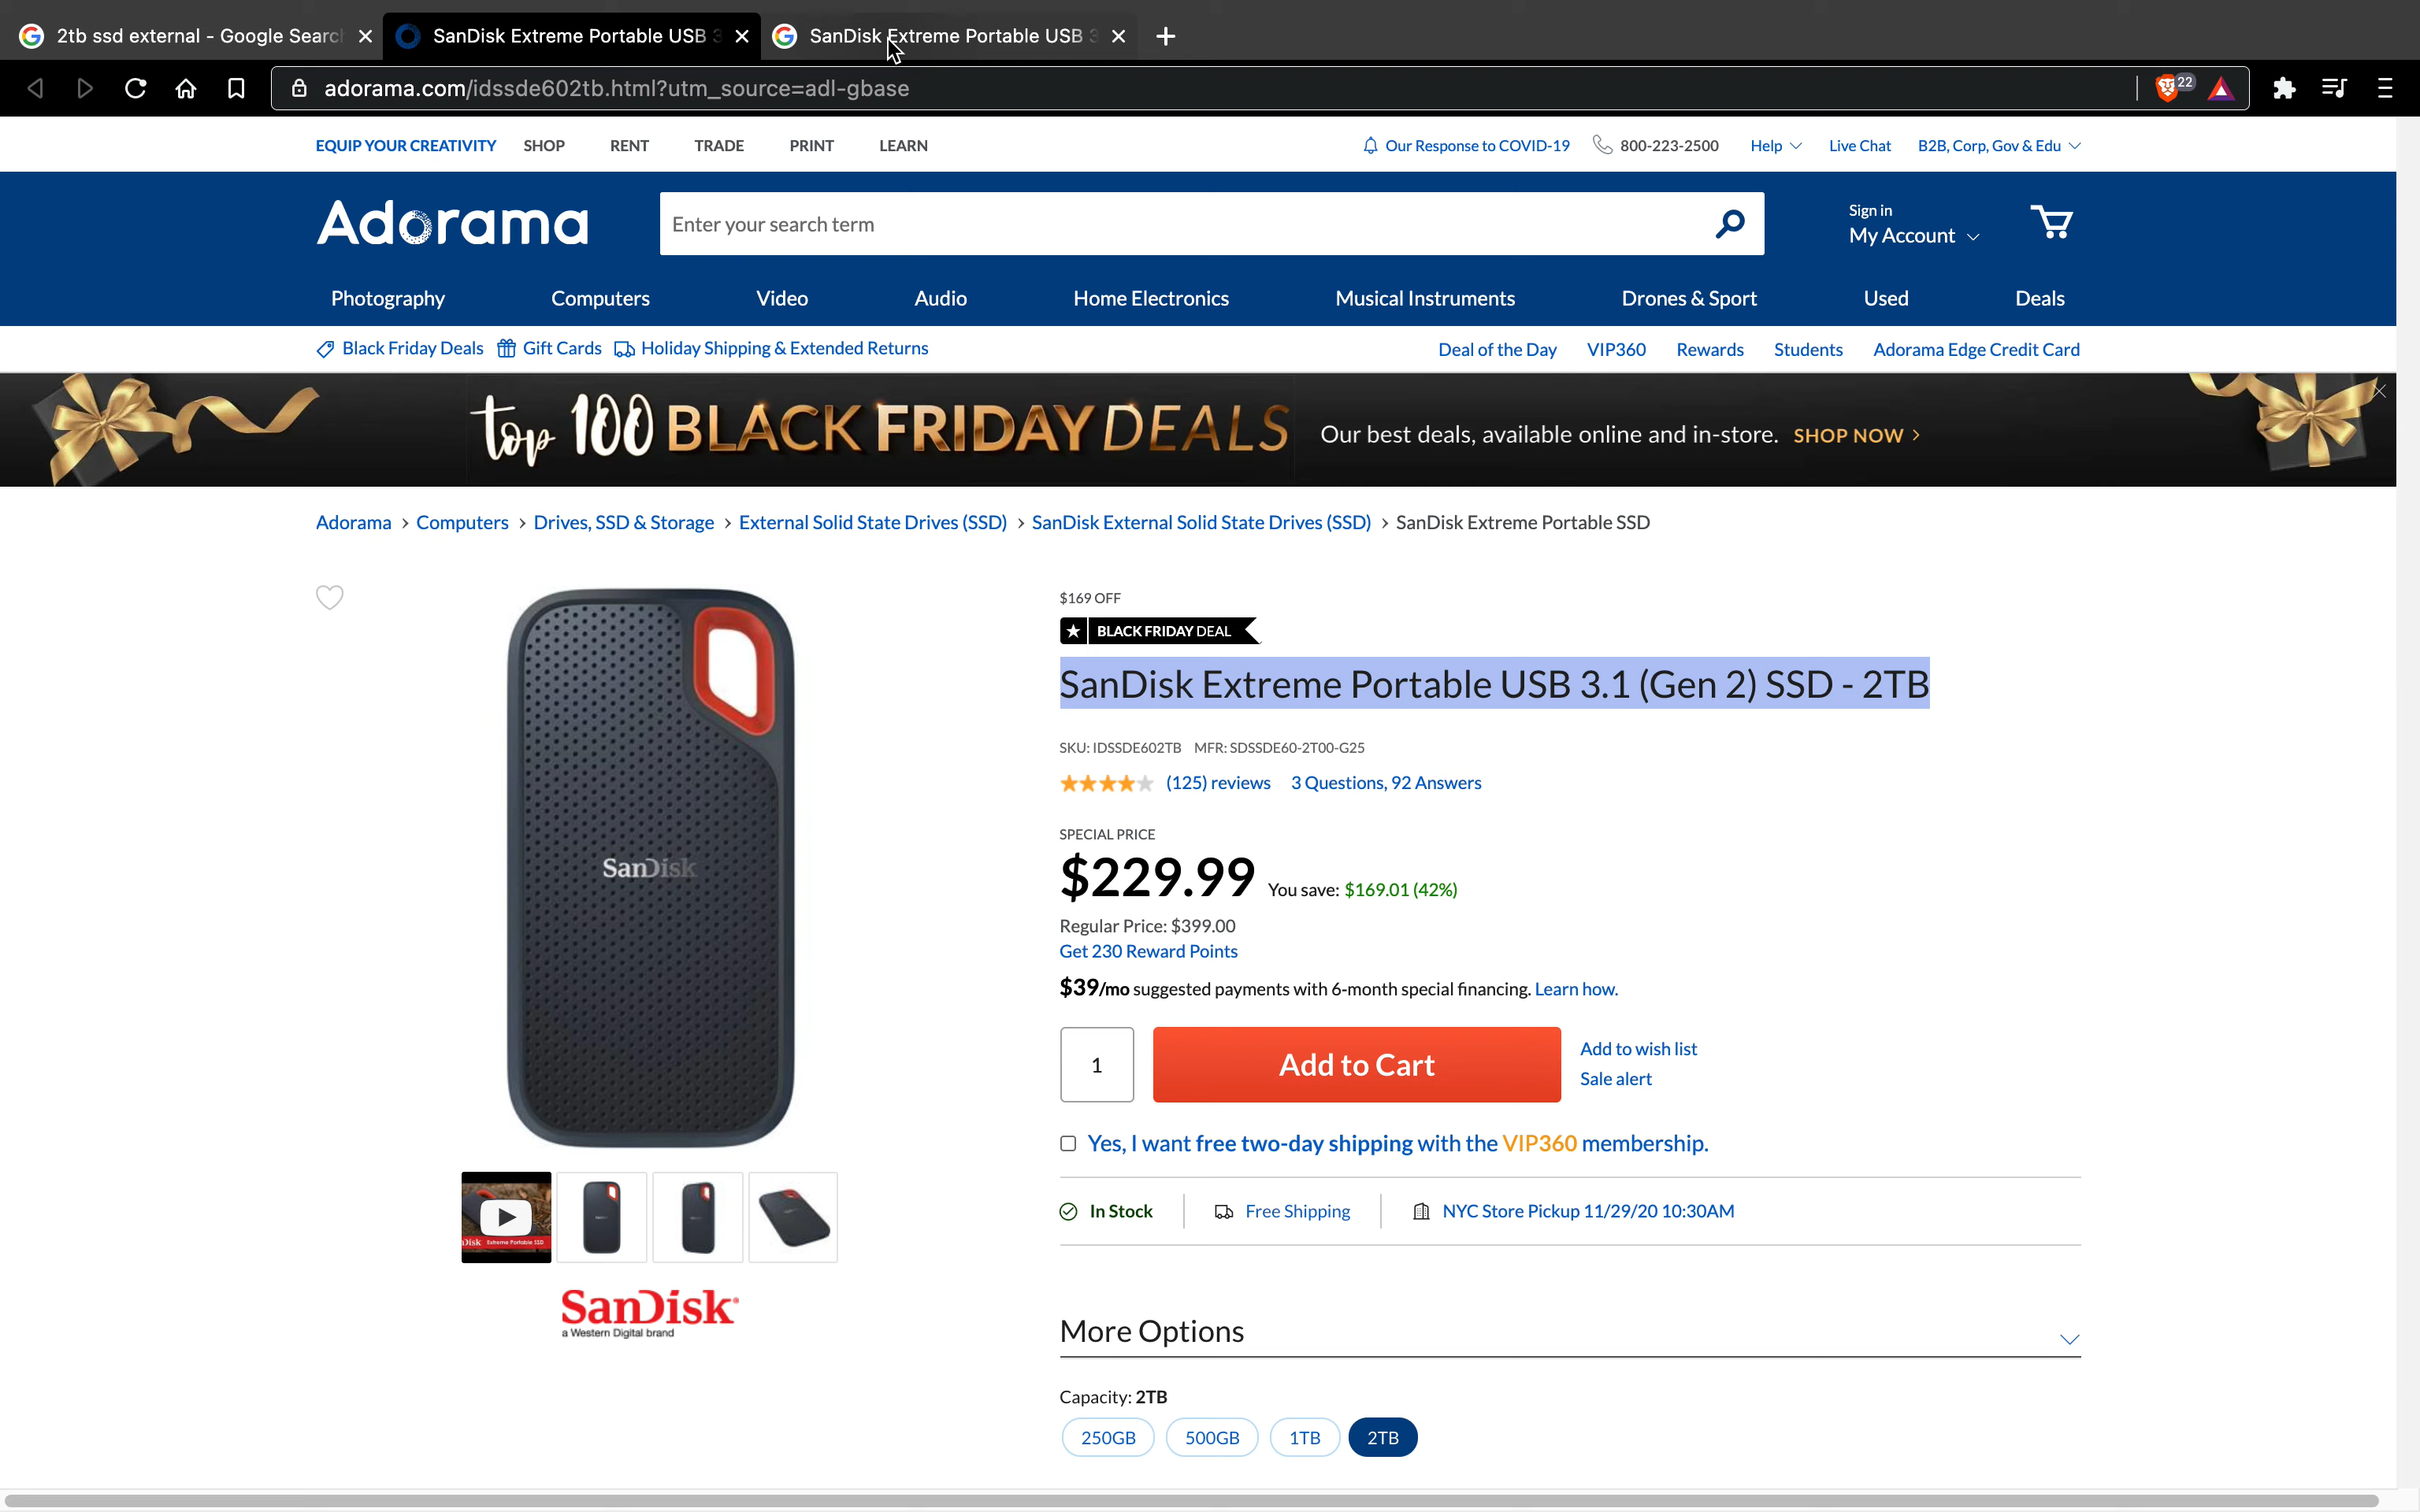 2tb ssd external - Google Search
SanDisk Extreme Portable USB 3
SanDisk Extreme Portable USB 3
adorama.com/idssde602tb.html?utm_source=adl-gbase
22
EQUIP YOUR CREATIVITY SHOP RENT TRADE PRINT LEARN
Our Response to COVID-19 800-223-2500 Help Live Chat B2B, Corp, Gov & Edu
Adorama
Enter your search term
Sign in
My Account
Photography Computers Video Audio Home Electronics Musical Instruments Drones & Sport Used Deals
Black Friday Deals Gift Cards Holiday Shipping & Extended Returns
Deal of the Day VIP360 Rewards Students Adorama Edge Credit Card
top 100 BLACK FRIDAY DEALS Our best deals, available online and in-store. SHOP NOW >
Adorama > Computers > Drives, SSD & Storage > External Solid State Drives (SSD) > SanDisk External Solid State Drives (SSD) > SanDisk Extreme Portable SSD
$169 OFF
BLACK FRIDAY DEAL
SanDisk Extreme Portable USB 3.1 (Gen 2) SSD - 2TB
SKU: IDSSDE602TB MFR: SDSSDE60-2T00-G25
(125) reviews 3 Questions, 92 Answers
SPECIAL PRICE
$229.99 You save: $169.01 (42%)
Regular Price: $399.00
Get 230 Reward Points
$39/mo suggested payments with 6-month special financing. Learn how.
1 Add to Cart
Add to wish list
Sale alert
Yes, I want free two-day shipping with the VIP360 membership.
In Stock Free Shipping NYC Store Pickup 11/29/20 10:30AM
More Options
Capacity: 2TB
250GB 500GB 1TB 2TB
SanDisk
Disk Extreme Portable SSD
SanDisk
a Western Digital brand